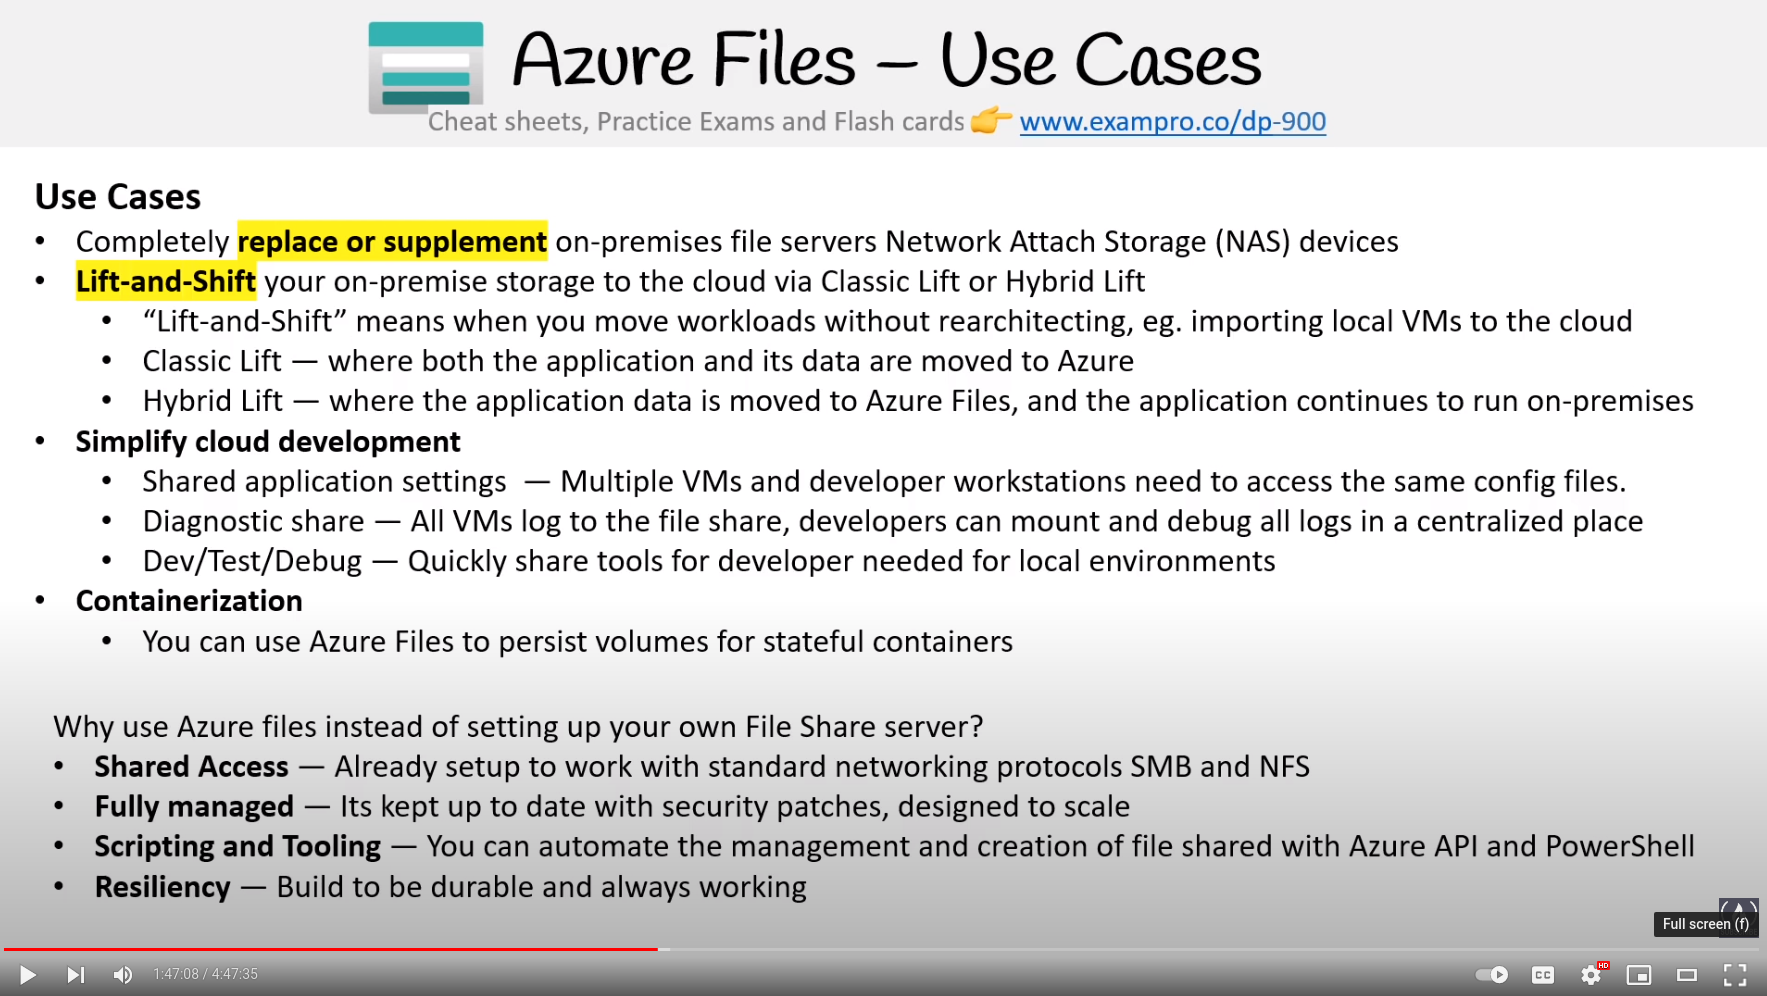 Azure Files – Use Cases
Cheat sheets, Practice Exams and Flash cards 👉 www.exampro.co/dp-900
Use Cases
• Completely replace or supplement on-premises file servers Network Attach Storage (NAS) devices
• Lift-and-Shift your on-premise storage to the cloud via Classic Lift or Hybrid Lift
• “Lift-and-Shift” means when you move workloads without rearchitecting, eg. importing local VMs to the cloud
• Classic Lift — where both the application and its data are moved to Azure
• Hybrid Lift — where the application data is moved to Azure Files, and the application continues to run on-premises
• Simplify cloud development
• Shared application settings — Multiple VMs and developer workstations need to access the same config files.
• Diagnostic share — All VMs log to the file share, developers can mount and debug all logs in a centralized place
• Dev/Test/Debug — Quickly share tools for developer needed for local environments
• Containerization
• You can use Azure Files to persist volumes for stateful containers
Why use Azure files instead of setting up your own File Share server?
• Shared Access — Already setup to work with standard networking protocols SMB and NFS
• Fully managed — Its kept up to date with security patches, designed to scale
• Scripting and Tooling — You can automate the management and creation of file shared with Azure API and PowerShell
• Resiliency — Build to be durable and always working
Full screen (f)
1:47:08 / 4:47:35
CC
HD